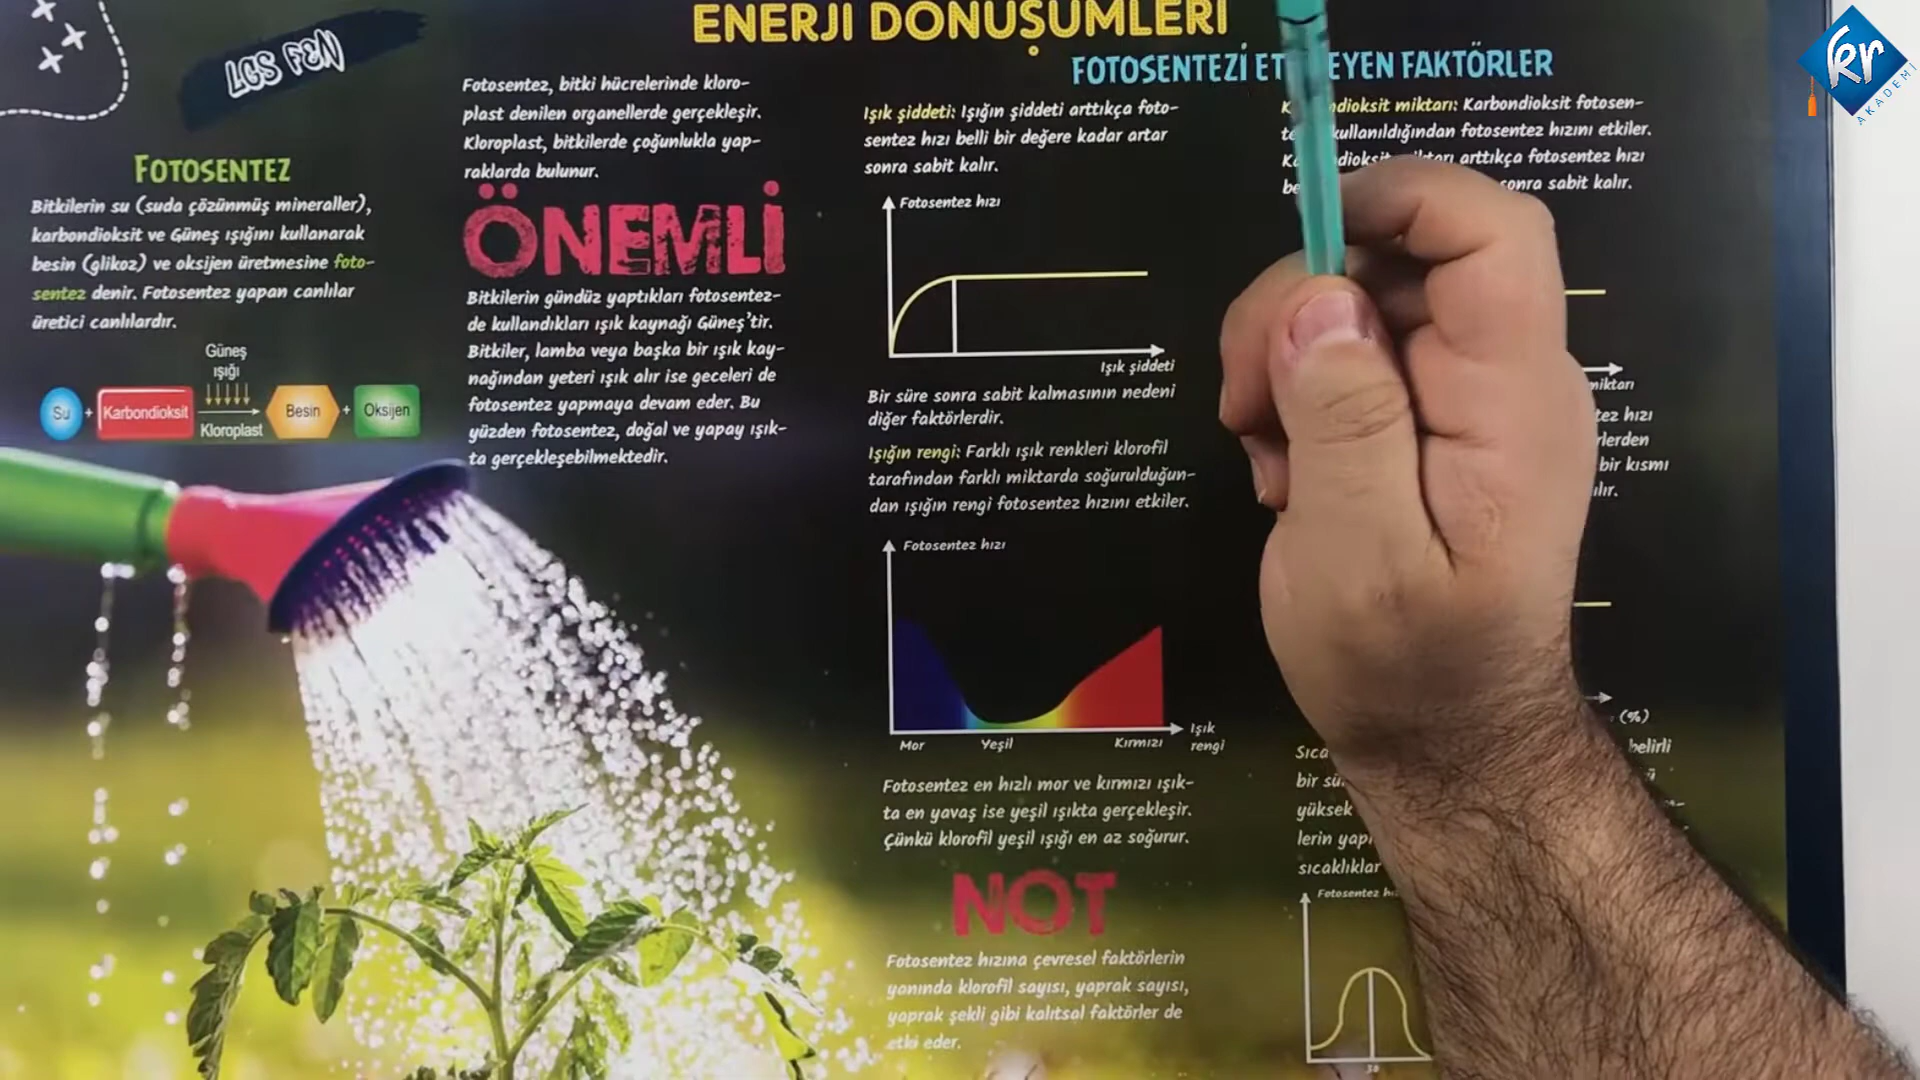 ENERJİ DÖNÜŞÜMLERİ
LGS FEN
FOTOSENTEZ
Bitkilerin su (suda çözünmüş mineraller),
karbondioksit ve Güneş ışığını kullanarak
besin (glikoz) ve oksijen üretmesine foto-
sentez denir. Fotosentez yapan canlılar
üretici canlılardır.
Güneş
ışığı
Su + Karbondioksit Besin + Oksijen
Kloroplast
Fotosentez, bitki hücrelerinde kloro-
plast denilen organellerde gerçekleşir.
Kloroplast, bitkilerde çoğunlukla yap-
raklarda bulunur.
ÖNEMLİ
Bitkilerin gündüz yaptıkları fotosentez-
de kullandıkları ışık kaynağı Güneş'tir.
Bitkiler, lamba veya başka bir ışık kay-
nağından yeteri ışık alır ise geceleri de
fotosentez yapmaya devam eder. Bu
yüzden fotosentez, doğal ve yapay ışık-
ta gerçekleşebilmektedir.
FOTOSENTEZİ FAKTÖRLER
Işık şiddeti: Işığın şiddeti arttıkça foto-
sentez hızı belli bir değere kadar artar
sonra sabit kalır.
Fotosentez hızı
Işık şiddeti
Bir süre sonra sabit kalmasının nedeni
diğer faktörlerdir.
Işığın rengi: Farklı ışık renkleri klorofil
tarafından farklı miktarda soğurulduğun-
dan ışığın rengi fotosentez hızını etkiler.
Fotosentez hızı
Mor Yeşil Kırmızı
Işık
rengi
Fotosentez en hızlı mor ve kırmızı ışık-
ta en yavaş ise yeşil ışıkta gerçekleşir.
Çünkü klorofil yeşil ışığı en az soğurur.
NOT
Fotosentez hızına çevresel faktörlerin
yanında klorofil sayısı, yaprak sayısı,
yaprak şekli gibi kalıtsal faktörler de
etki eder.
miktarı: Karbondioksit fotosen-
kullanıldığından fotosentez hızını etkiler.
arttıkça fotosentez hızı
sonra sabit kalır.
miktarı
hızı
bir kısmı
(%)
belirli
bir
yüksek
sıcaklıklar
Fotosentez
kr
AKADEMİ